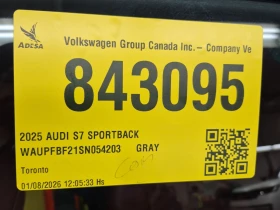 ADESA
Volkswagen Group Canada Inc. – Company Ve
843095
2025 AUDI S7 SPORTBACK
WAUPFBF21SN054203 GRAY
Toronto
01/08/2026 12:05:33 Hs